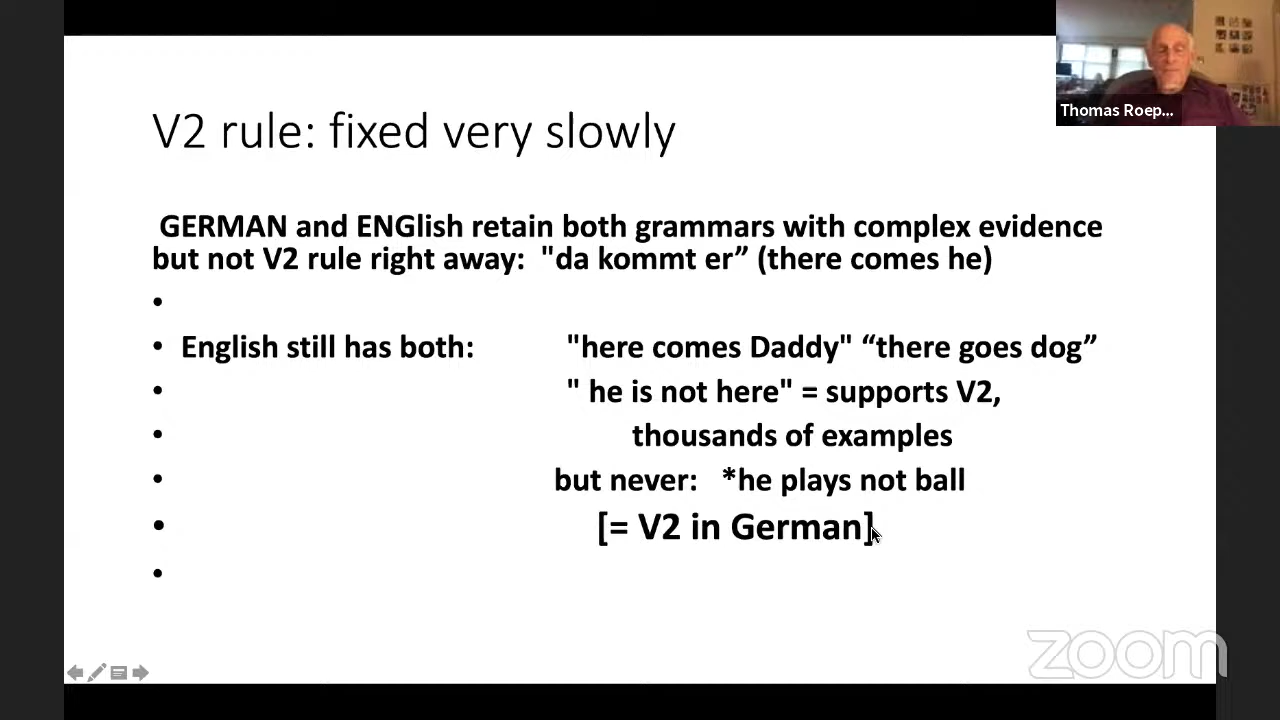 Thomas Roep...
V2 rule: fixed very slowly
GERMAN and ENGlish retain both grammars with complex evidence
but not V2 rule right away: "da kommt er” (there comes he)
•
• English still has both: "here comes Daddy" “there goes dog”
• " he is not here" = supports V2,
• thousands of examples
• but never: *he plays not ball
• [= V2 in German]
•
zoom